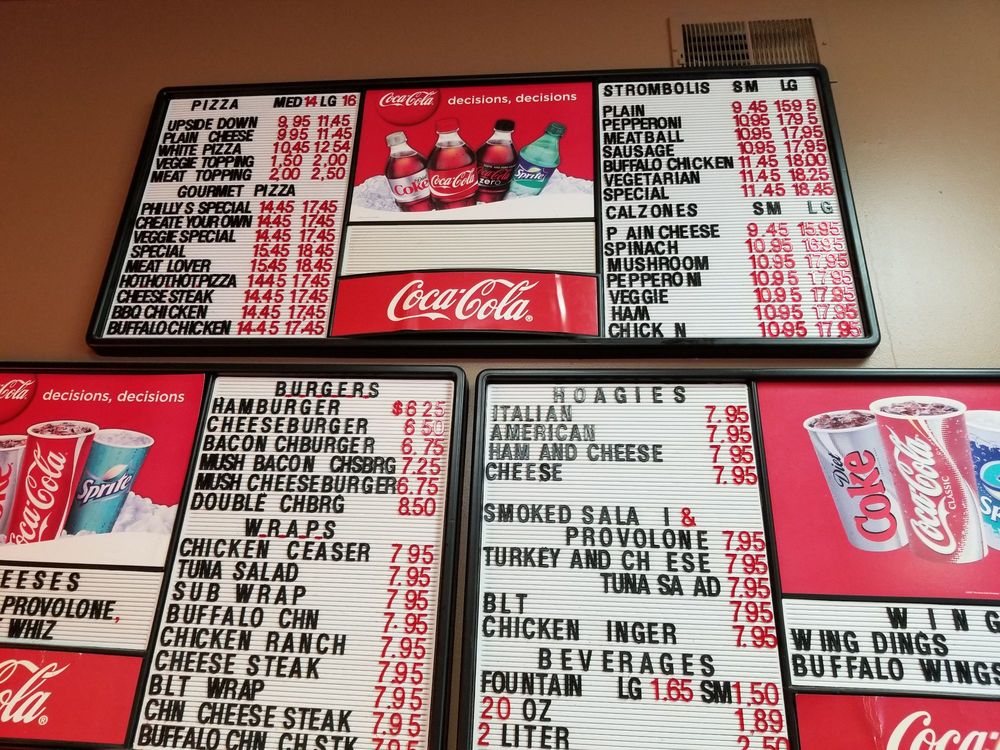 PIZZA MED 14 LG 16
UPSIDE DOWN 9.95 11.45
PLAIN CHEESE 9.95 11.45
WHITE PIZZA 10.45 12.54
VEGGIE TOPPING 1.50 2.00
MEAT TOPPING 2.00 2.50
GOURMET PIZZA
PHILLY S SPECIAL 14.45 17.45
CREATE YOUR OWN 14.45 17.45
VEGGIE SPECIAL 14.45 17.45
SPECIAL 15.45 18.45
MEAT LOVER 15.45 18.45
HOTHOTHOT.PIZZA 14.45 17.45
CHEESE STEAK 14.45 17.45
BBQ CHICKEN 14.45 17.45
BUFFALO CHICKEN 14.45 17.45
Coca-Cola decisions, decisions
Coke
Coca-Cola
Coca-Cola
zero
Sprite
Coca-Cola
STROMBOLIS SM LG
PLAIN 9.45 159 5
PEPPERONI 10.95 179 5
MEATBALL 10.95 17.95
SAUSAGE 10.95 17.95
BUFFALO CHICKEN 11.45 18.00
VEGETARIAN 11.45 18.25
SPECIAL 11.45 18.45
CALZONES SM LG
P AIN CHEESE 9.45 15.95
SPINACH 10.95 16.95
MUSHROOM 10.95 17.95
PEPPERONI 10.95 17.95
VEGGIE 10.95 17.95
HAM 10.95 17.95
CHICK N 10.95 17.95
Cola decisions, decisions
Coca-Cola
Sprite
EESES
PROVOLONE,
WHIZ
la
BURGERS
HAMBURGER $6 25
CHEESEBURGER 6 50
BACON CHBURGER 6.75
MUSH BACON CHSBRG 7.25
MUSH CHEESEBURGER 6.75
DOUBLE CHBRG 8.50
WRAPS
CHICKEN CEASER 7.95
TUNA SALAD 7.95
SUB WRAP 7.95
BUFFALO CHN 7.95
CHICKEN RANCH 7.95
CHEESE STEAK 7.95
BLT WRAP 7.95
CHN CHEESE STEAK 7.95
BUFFALO CHN CH STK 7.95
HOAGIES
ITALIAN 7.95
AMERICAN 7.95
HAM AND CHEESE 7.95
CHEESE 7.95
SMOKED SALA I &
PROVOLONE 7.95
TURKEY AND CH ESE 7.95
TUNA SA AD 7.95
BLT 795
CHICKEN INGER 7.95
BEVERAGES
FOUNTAIN LG 1.65 SM 1.50
20 OZ 1.89
2 LITER 2.50
Diet Coke
Coca-Cola CLASSIC
Sp
WING
WING DINGS
BUFFALO WINGS
Coca